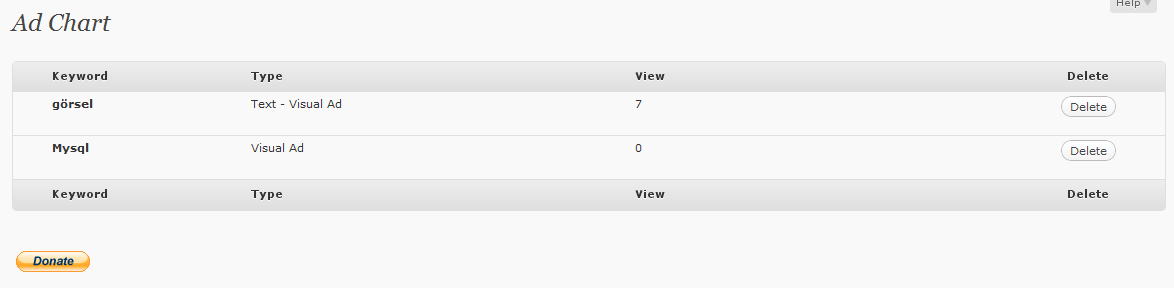 Help
Ad Chart
Keyword Type View Delete
görsel Text - Visual Ad 7 Delete
Mysql Visual Ad 0 Delete
Keyword Type View Delete
Donate